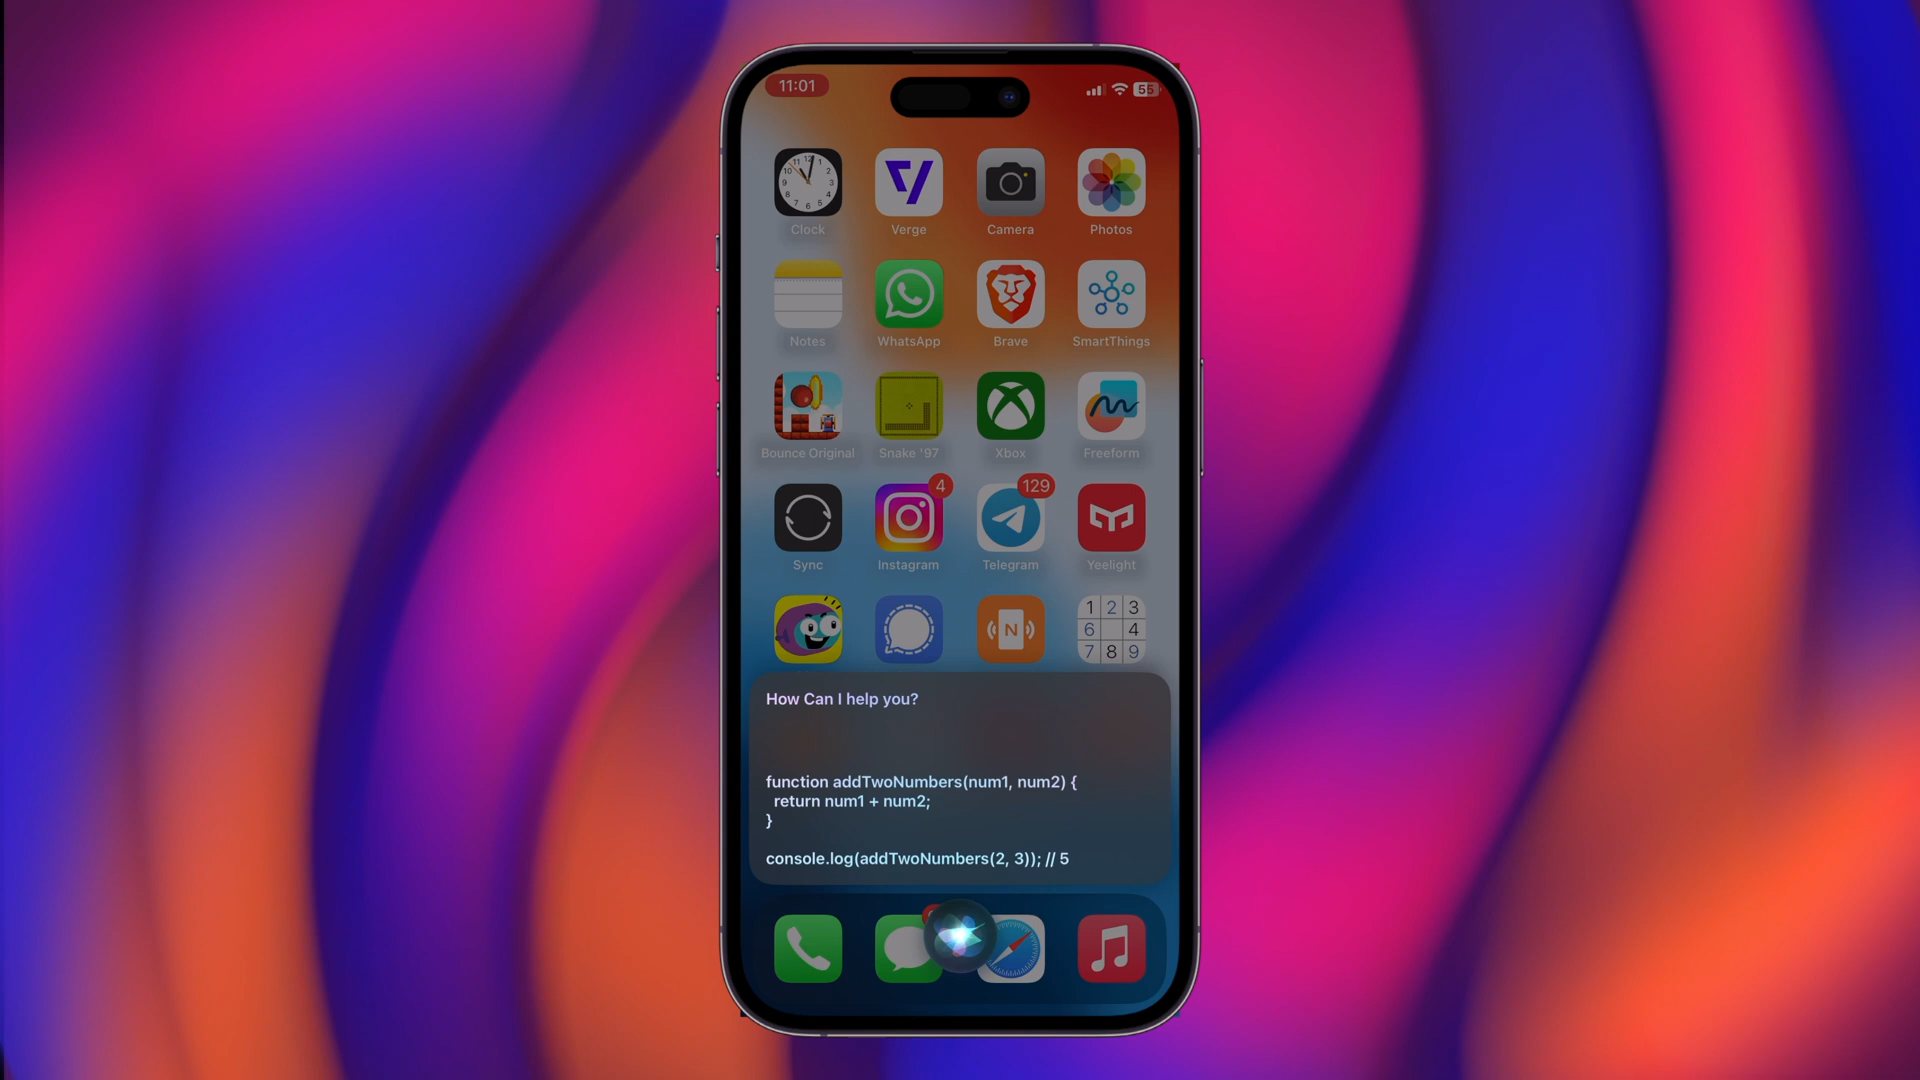 11:01
55
Clock
Verge
Camera
Photos
Notes
WhatsApp
Brave
SmartThings
Bounce Original
Snake '97
Xbox
Freeform
4
129
Sync
Instagram
Telegram
Yeelight
N
1 2 3
6 4
7 8 9
How Can I help you?
function addTwoNumbers(num1, num2) {
return num1 + num2;
}
console.log(addTwoNumbers(2, 3)); // 5